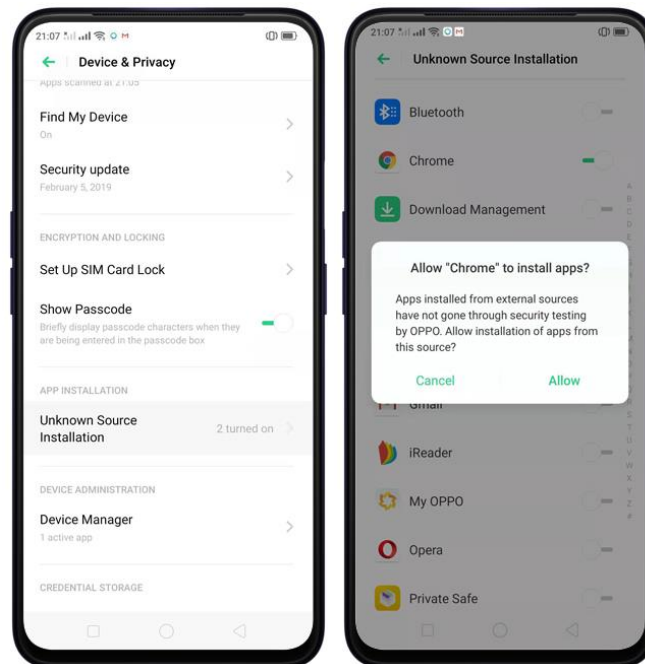 21:07
Device & Privacy
Apps scanned at 21:05
Find My Device
On
Security update
February 5, 2019
ENCRYPTION AND LOCKING
Set Up SIM Card Lock
Show Passcode
Briefly display passcode characters when they
are being entered in the passcode box
APP INSTALLATION
Unknown Source
Installation
2 turned on
DEVICE ADMINISTRATION
Device Manager
1 active app
CREDENTIAL STORAGE
21:07
Unknown Source Installation
Bluetooth
Chrome
Download Management
Allow "Chrome" to install apps?
Apps installed from external sources
have not gone through security testing
by OPPO. Allow installation of apps from
this source?
Cancel
Allow
Gmail
iReader
My OPPO
Opera
Private Safe